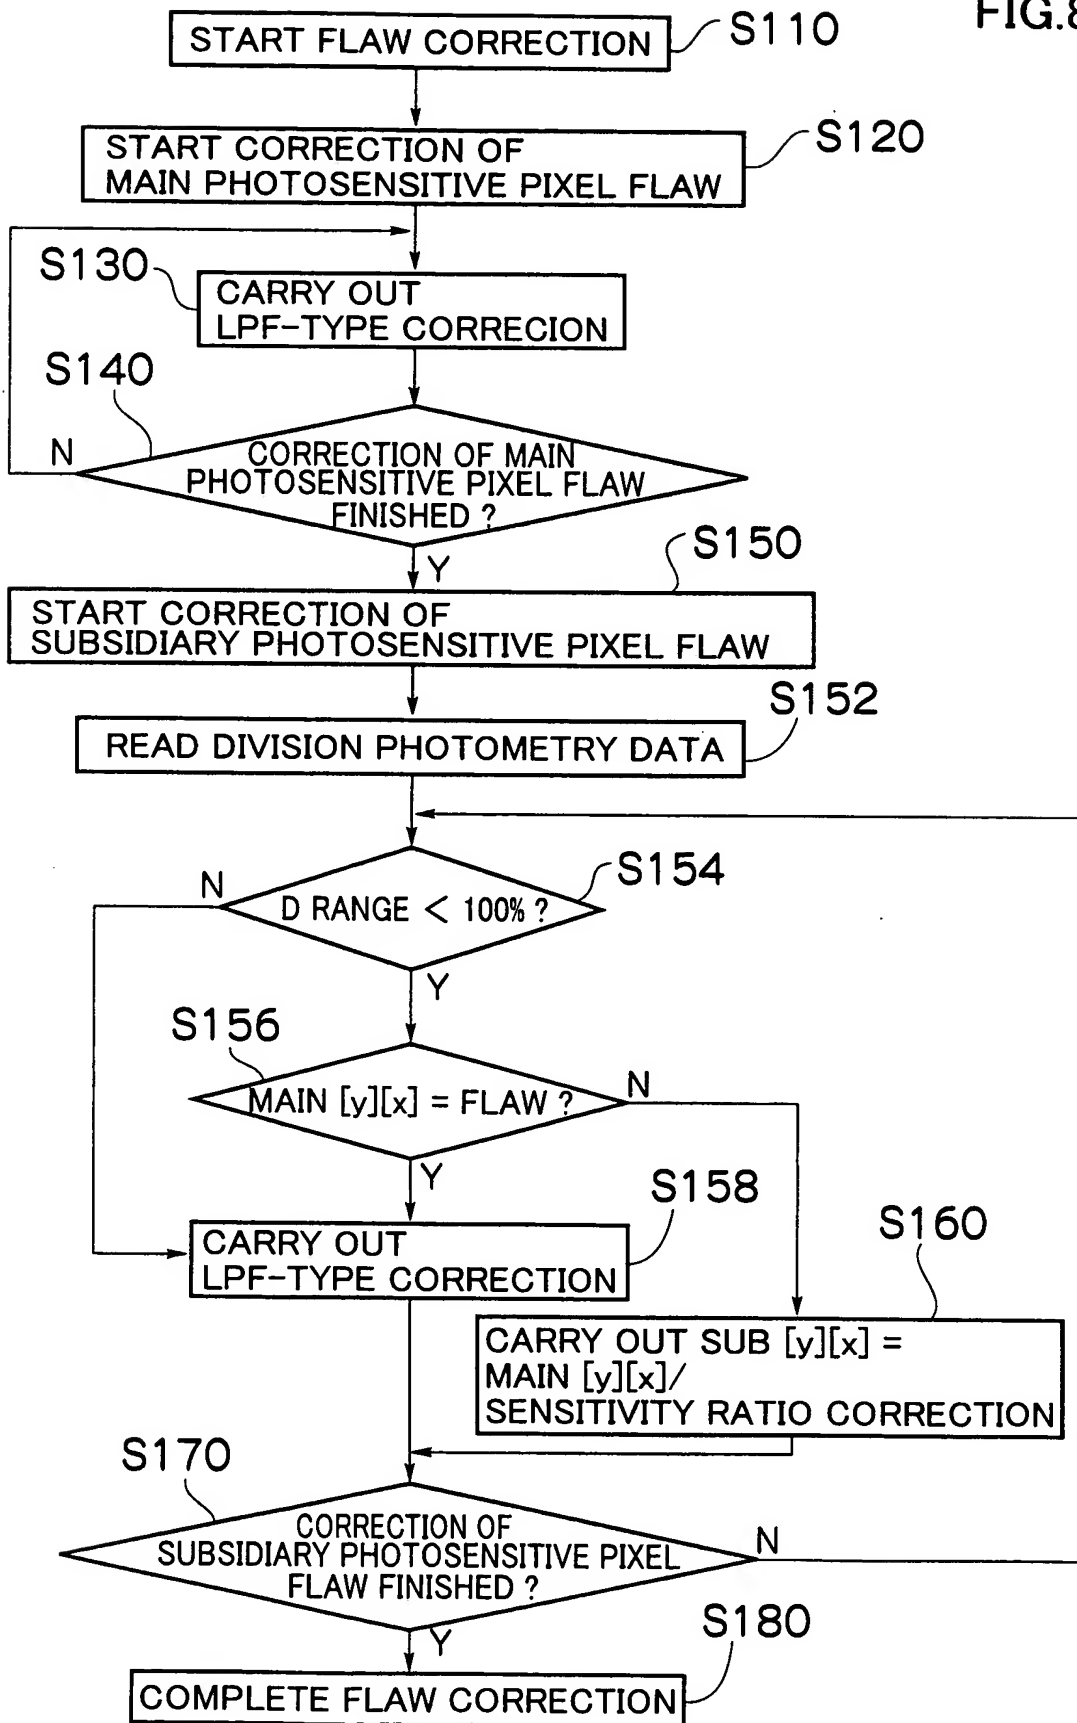 FIG.8
START FLAW CORRECTION
S110
START CORRECTION OF
MAIN PHOTOSENSITIVE PIXEL FLAW
S120
S130
CARRY OUT
LPF-TYPE CORRECION
S140
N
CORRECTION OF MAIN
PHOTOSENSITIVE PIXEL FLAW
FINISHED ?
Y
S150
START CORRECTION OF
SUBSIDIARY PHOTOSENSITIVE PIXEL FLAW
S152
READ DIVISION PHOTOMETRY DATA
S154
N
D RANGE < 100% ?
Y
S156
MAIN [y][x] = FLAW ?
N
Y
S158
CARRY OUT
LPF-TYPE CORRECTION
S160
CARRY OUT SUB [y][x] =
MAIN [y][x]/
SENSITIVITY RATIO CORRECTION
S170
CORRECTION OF
SUBSIDIARY PHOTOSENSITIVE PIXEL
FLAW FINISHED ?
N
Y
S180
COMPLETE FLAW CORRECTION